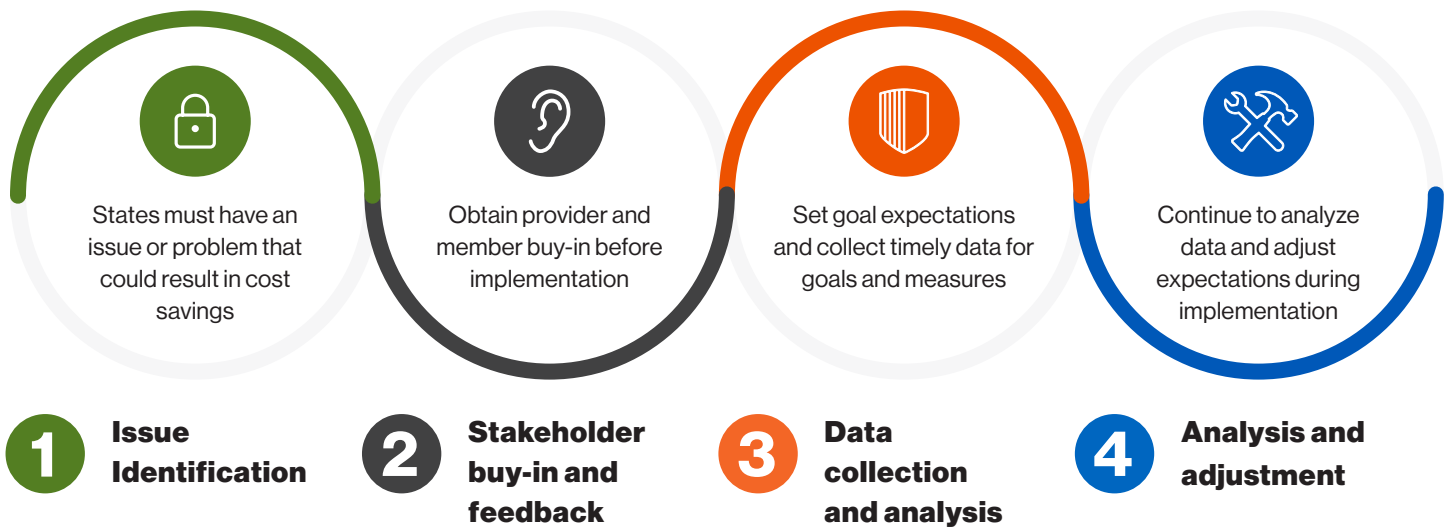 States must have an
issue or problem that
could result in cost
savings
Obtain provider and
member buy-in before
implementation
Set goal expectations
and collect timely data for
goals and measures
Continue to analyze
data and adjust
expectations during
implementation
1
Issue
Identification
2
Stakeholder
buy-in and
feedback
3
Data
collection
and analysis
4
Analysis and
adjustment